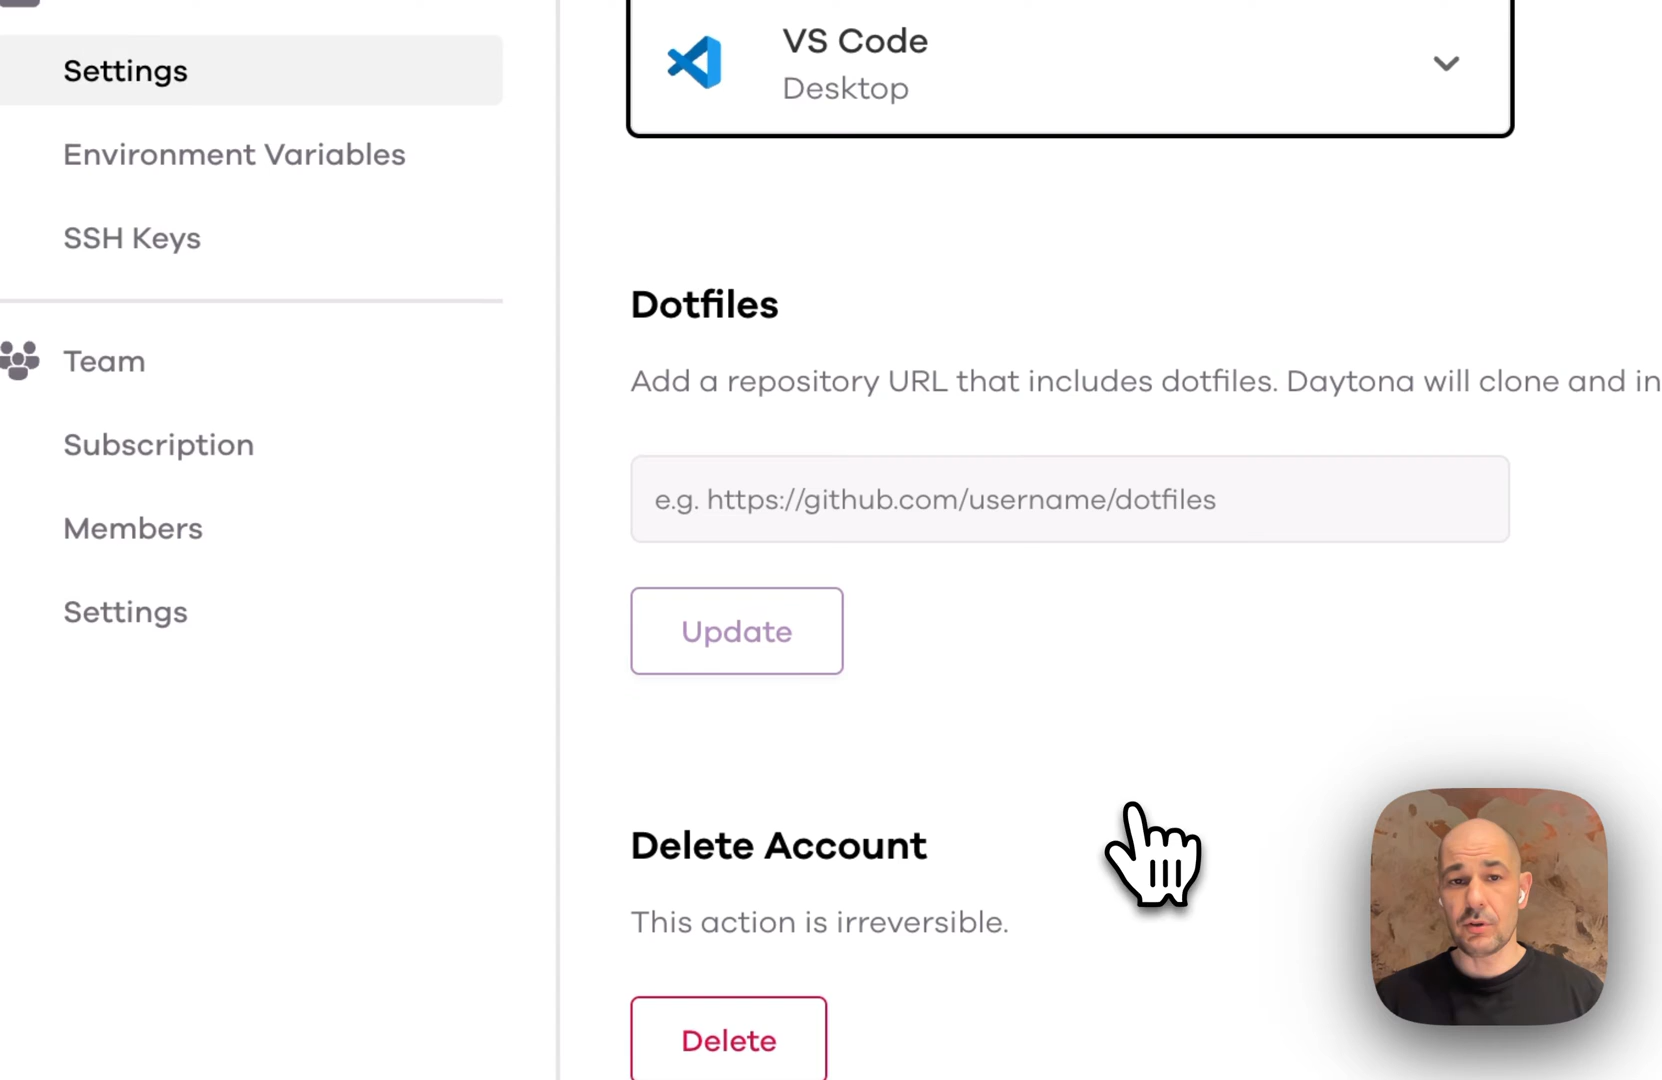 Settings
Environment Variables
SSH Keys
Team
Subscription
Members
Settings
VS Code
Desktop
Dotfiles
Add a repository URL that includes dotfiles. Daytona will clone and in
e.g. https://github.com/username/dotfiles
Update
Delete Account
This action is irreversible.
Delete